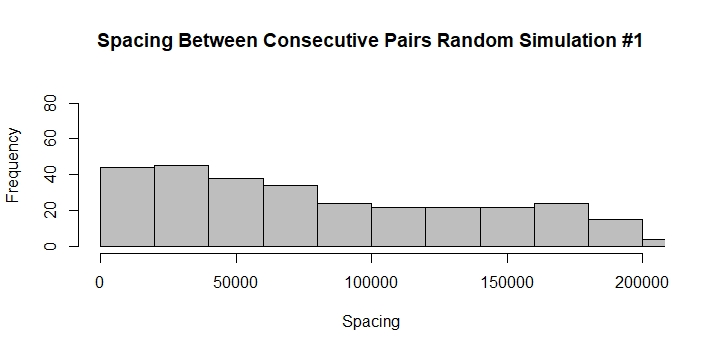 Spacing Between Consecutive Pairs Random Simulation #1
Frequency
80
60
40
20
0
0 50000 100000 150000 200000
Spacing